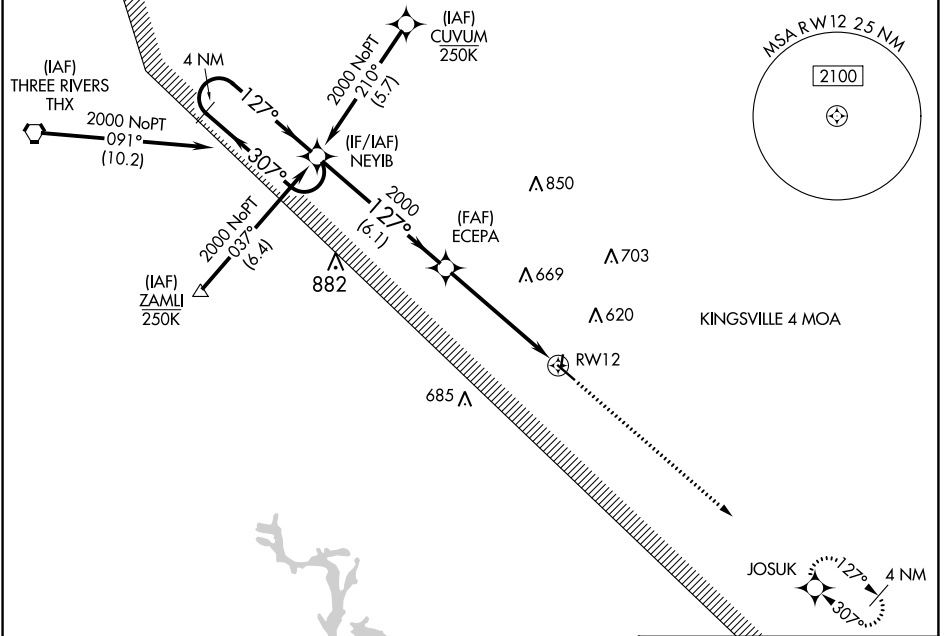 (IAF)
CUVUM
250K
MSA RW12 25 NM
2100
(IAF)
THREE RIVERS
THX
4 NM
2000 NoPT
210°
(5.7)
2000 NoPT
091°
(10.2)
127°
307°
(IF/IAF)
NEYIB
2000
127°
(6.1)
850
2000 NoPT
037°
(6.4)
(FAF)
ECEPA
703
669
882
(IAF)
ZAMLI
250K
620
KINGSVILLE 4 MOA
RW12
685
JOSUK
127°
4 NM
307°